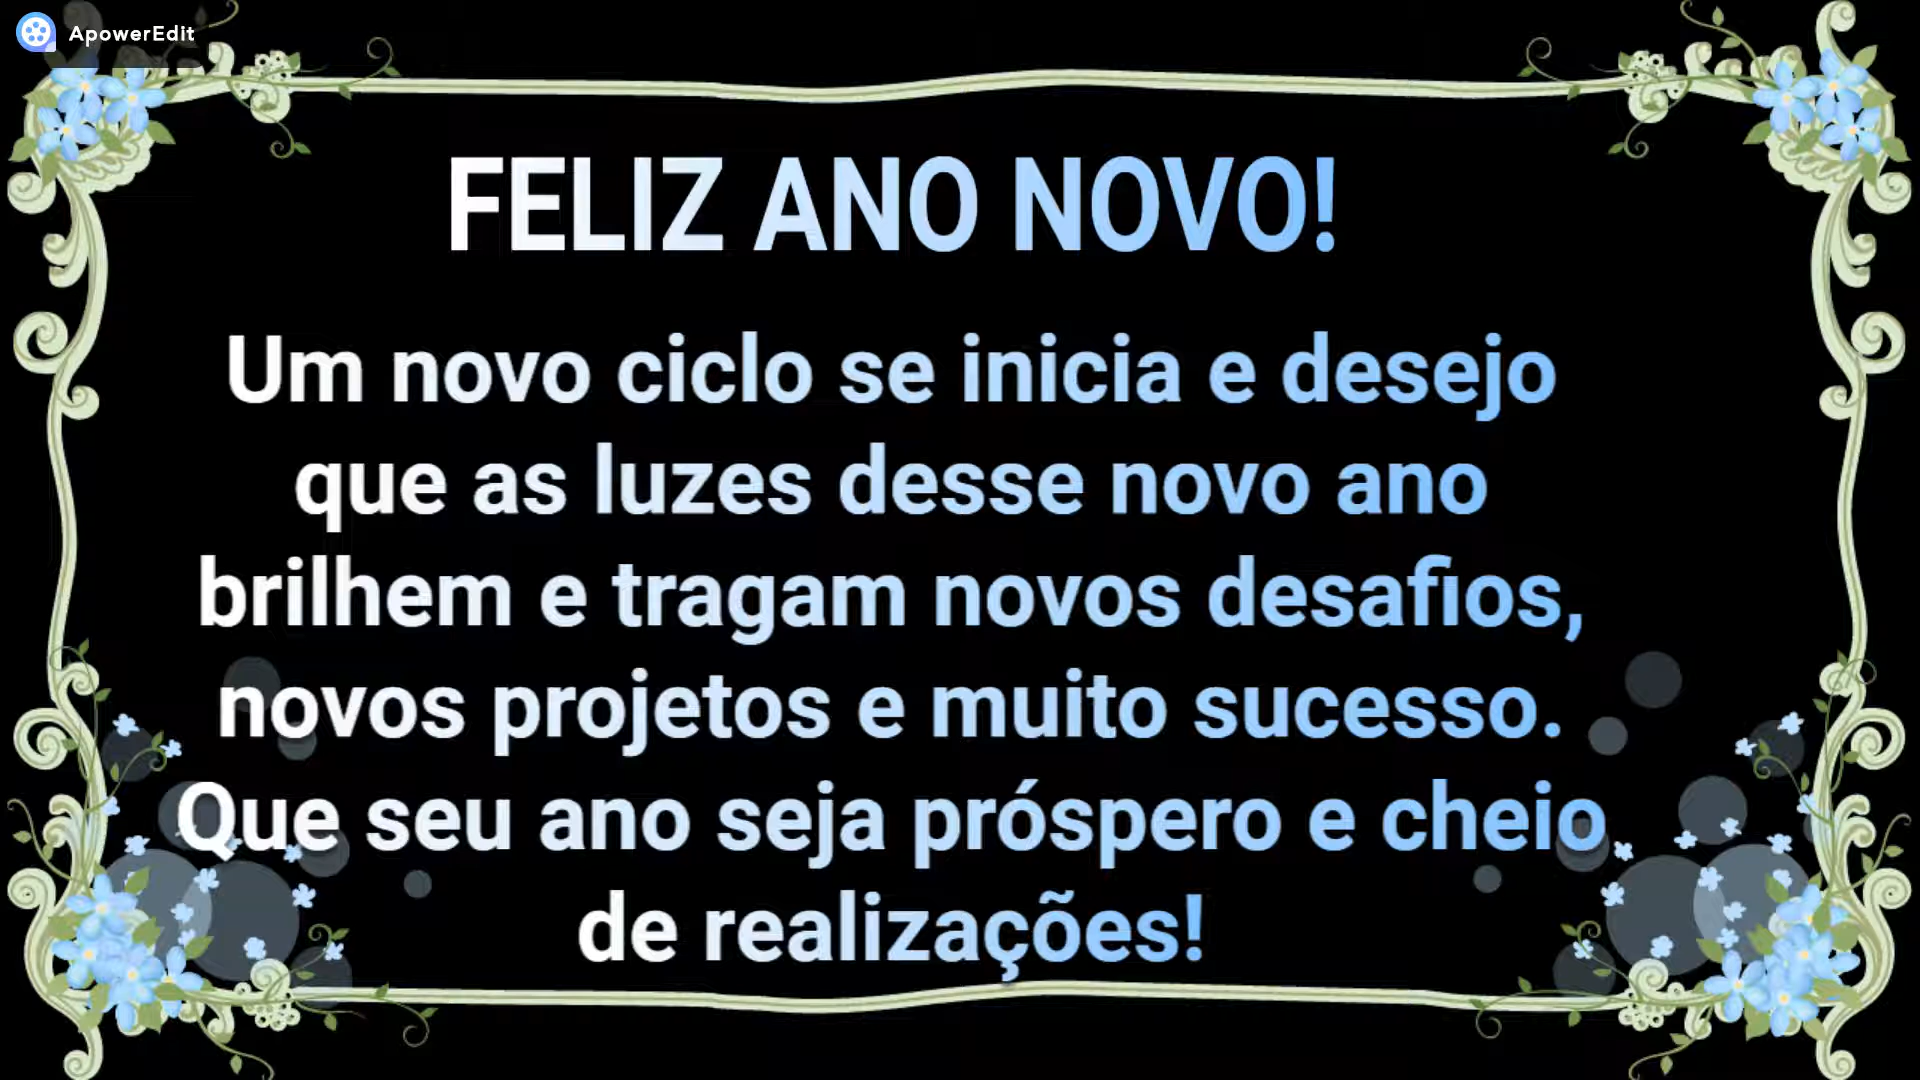 ApowerEdit
FELIZ ANO NOVO!
Um novo ciclo se inicia e desejo
que as luzes desse novo ano
brilhem e tragam novos desafios,
novos projetos e muito sucesso.
Que seu ano seja próspero e cheio
de realizações!